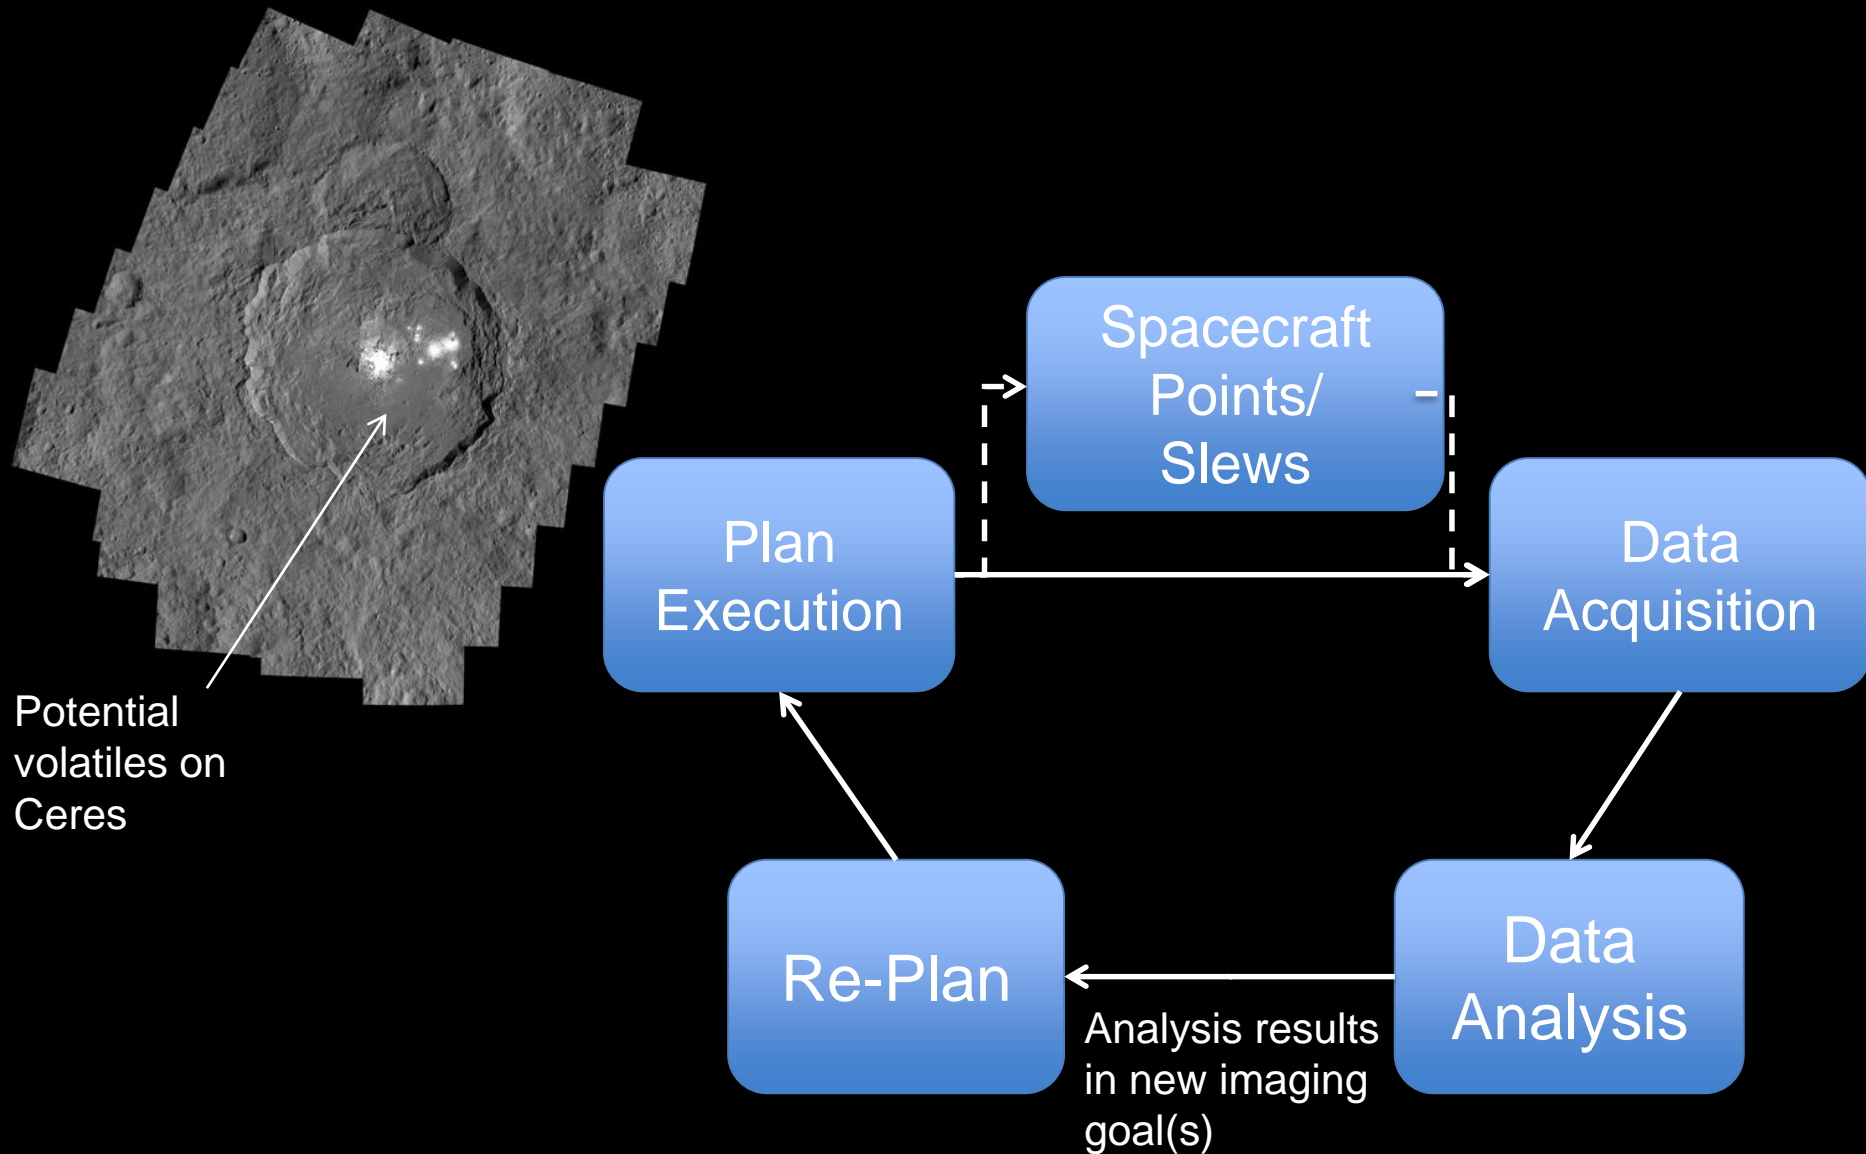 Spacecraft
Points/
Slews
Plan
Execution
Data
Acquisition
Potential
volatiles on
Ceres
Re-Plan
Data
Analysis
Analysis results
in new imaging
goal(s)